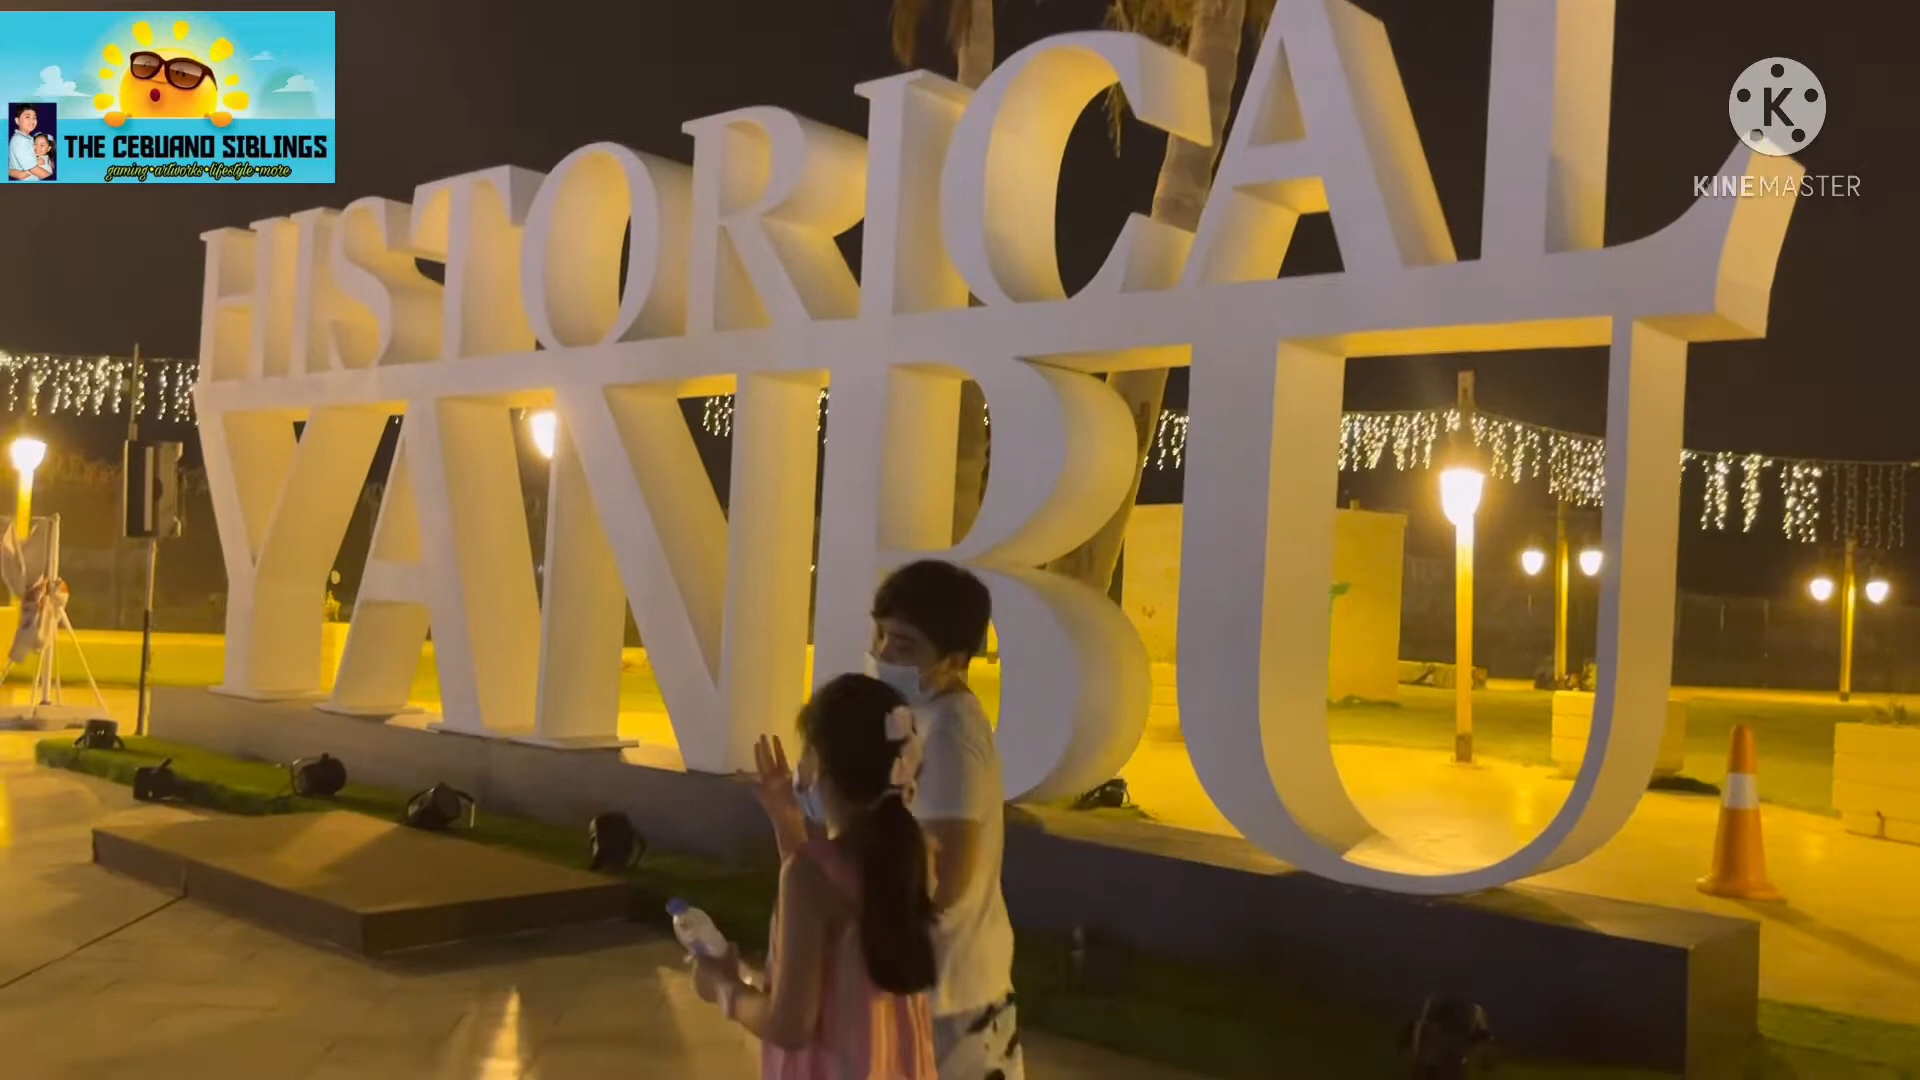 THE CEBUANO SIBLINGS
gaming•artworks•lifestyle•more
HISTORICAL
YANBU
K
KINEMASTER